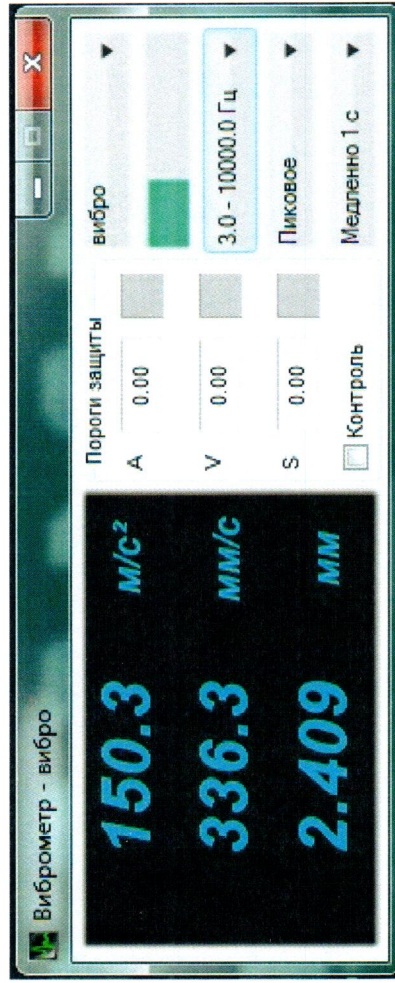 Виброметр - вибро
150.3 м/с²
336.3 мм/с
2.409 мм
Пороги защиты
A 0.00
V 0.00
S 0.00
Контроль
вибро
3.0 - 10000.0 Гц
Пиковое
Медленно 1 с